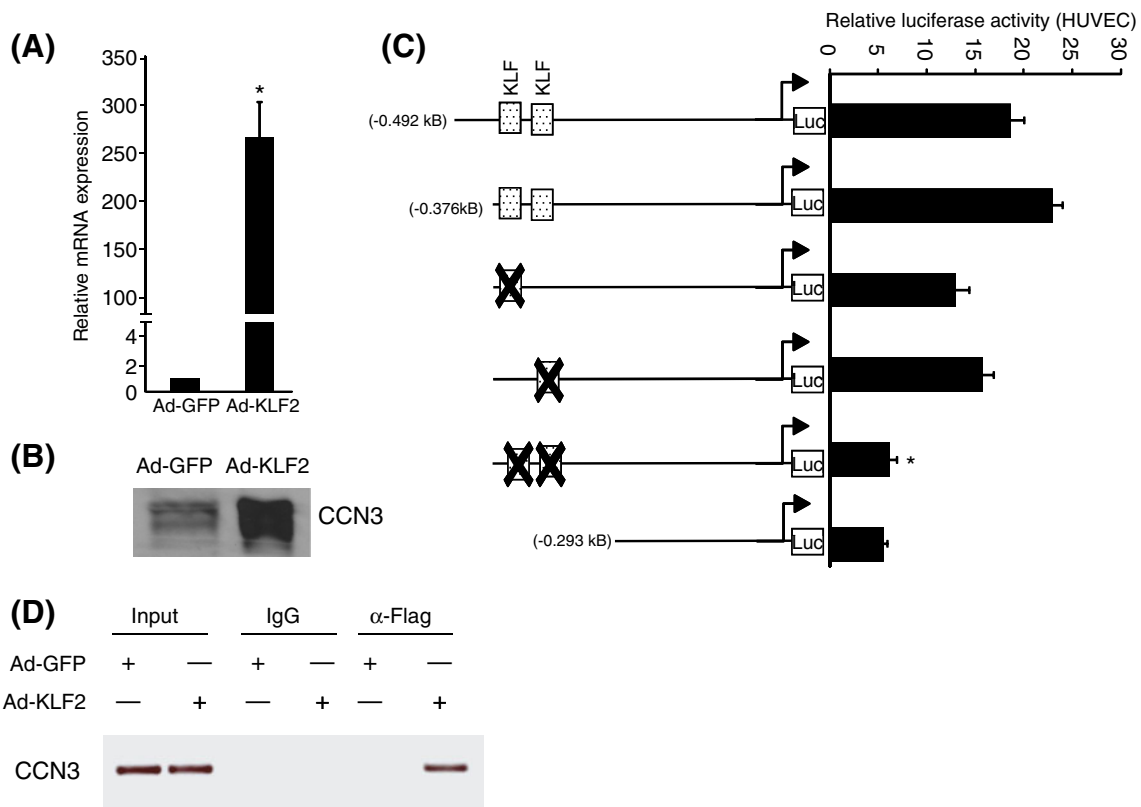 (A)
350
300
250
200
150
100
4
2
0
Relative mRNA expression
*
Ad-GFP Ad-KLF2
(B)
Ad-GFP Ad-KLF2
CCN3
(C)
Relative luciferase activity (HUVEC)
0 5 10 15 20 25 30
KLF KLF
(-0.492 kB)
Luc
(-0.376kB)
Luc
Luc
Luc
Luc
*
(-0.293 kB)
Luc
(D)
Input IgG α-Flag
Ad-GFP + — + — + —
Ad-KLF2 — + — + — +
CCN3